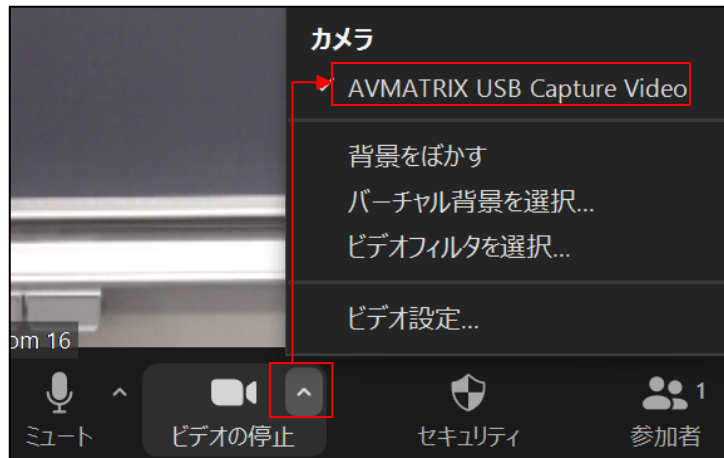 カメラ
AVMATRIX USB Capture Video
背景をぼかす
バーチャル背景を選択...
ビデオフィルタを選択...
ビデオ設定...
om 16
1
ミュート
ビデオの停止
セキュリティ
参加者